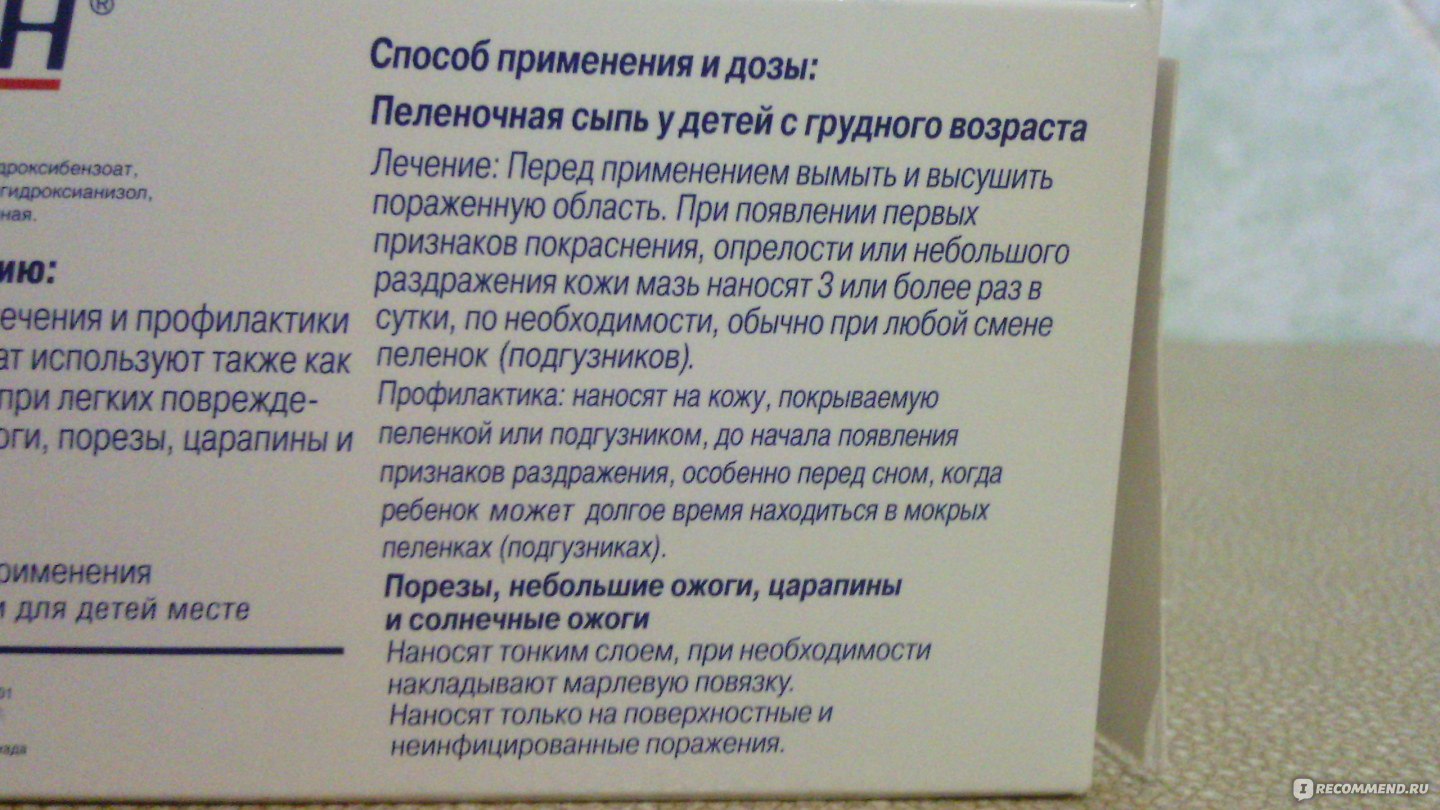 Н®
дроксибензоат,
гидроксианизол,
ная.
ию:
ечения и профилактики
ат используют также как
при легких поврежде-
оги, порезы, царапины и
рименения
и для детей месте
Способ применения и дозы:
Пеленочная сыпь у детей с грудного возраста
Лечение: Перед применением вымыть и высушить
пораженную область. При появлении первых
признаков покраснения, опрелости или небольшого
раздражения кожи мазь наносят 3 или более раз в
сутки, по необходимости, обычно при любой смене
пеленок (подгузников).
Профилактика: наносят на кожу, покрываемую
пеленкой или подгузником, до начала появления
признаков раздражения, особенно перед сном, когда
ребенок может долгое время находиться в мокрых
пеленках (подгузниках).
Порезы, небольшие ожоги, царапины
и солнечные ожоги
Наносят тонким слоем, при необходимости
накладывают марлевую повязку.
Наносят только на поверхностные и
неинфицированные поражения.
IRECOMMEND.RU